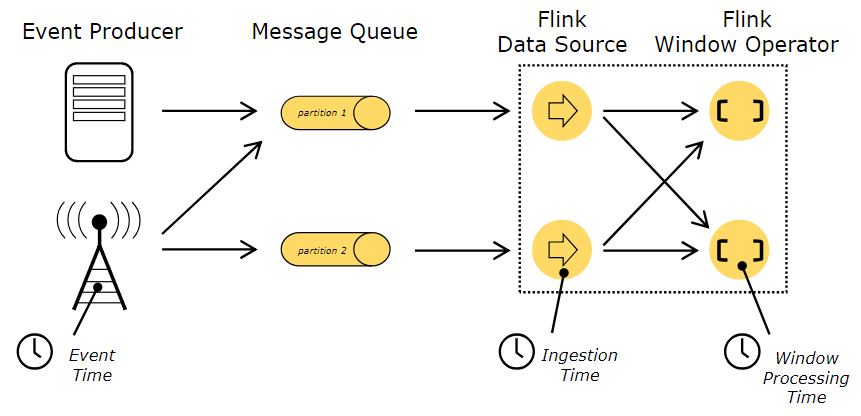 Event Producer
Message Queue
Flink
Data Source
Flink
Window Operator
partition 1
partition 2
Event
Time
Ingestion
Time
Window
Processing
Time